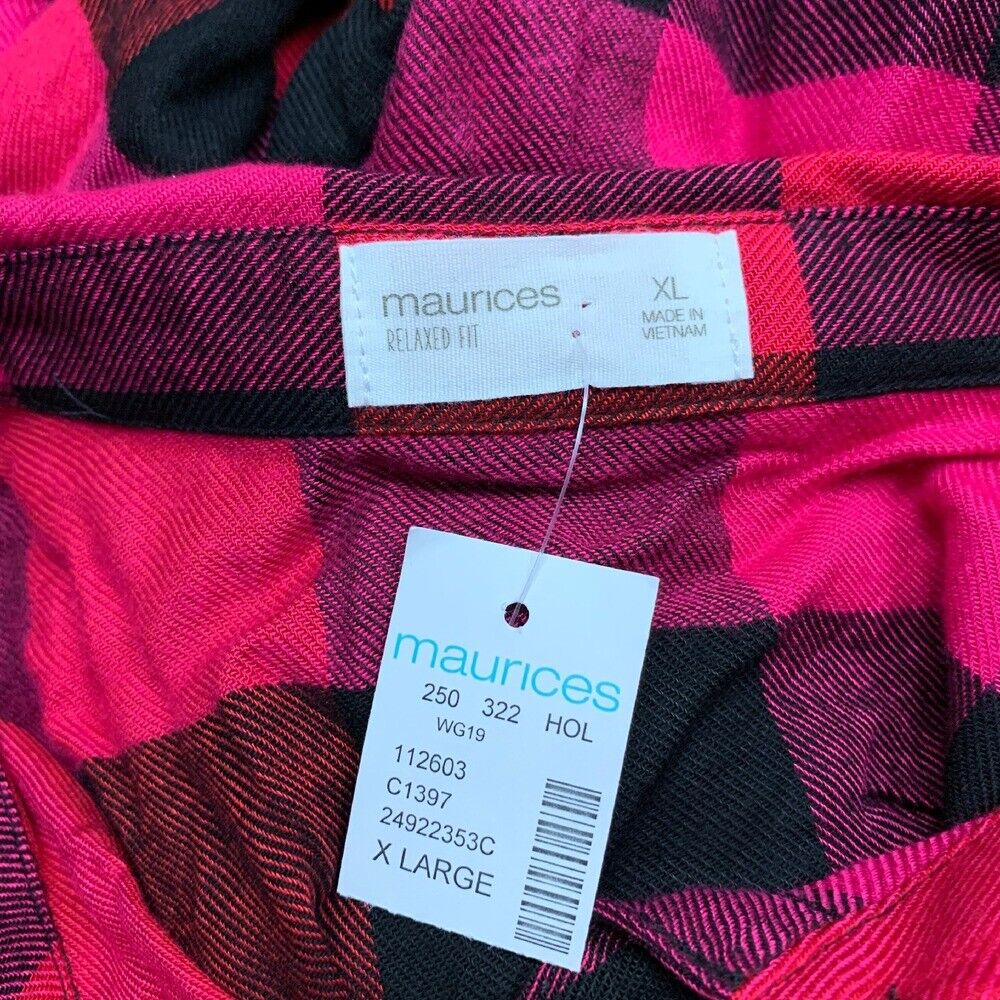 maurices
RELAXED FIT
XL
MADE IN
VIETNAM
maurices
250 322 HOL
WG19
112603
C1397
24922353C
X LARGE